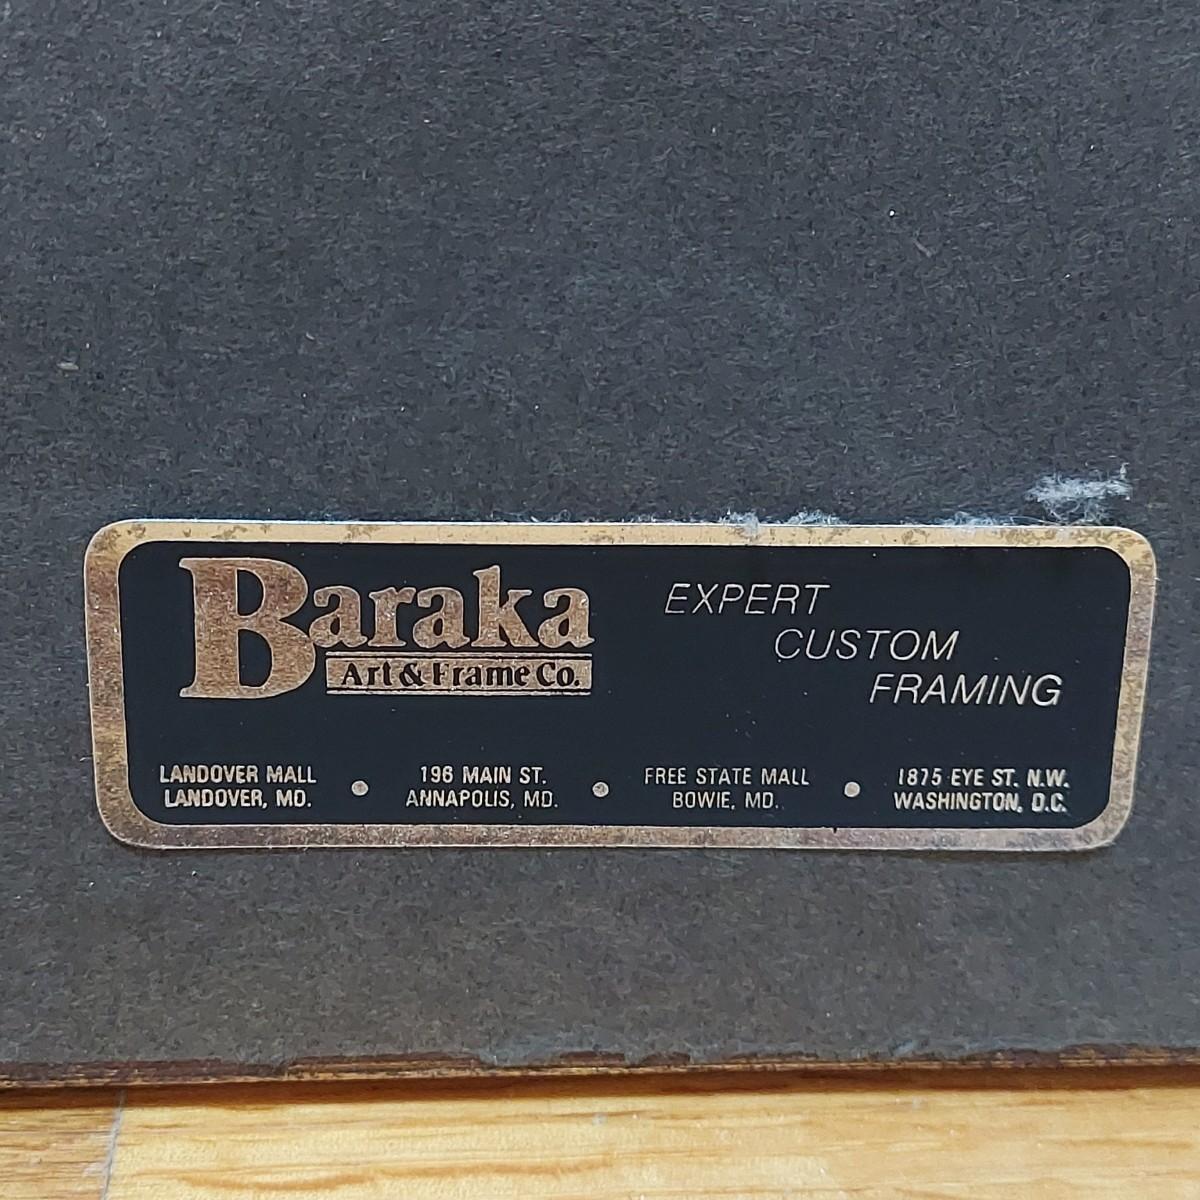 Baraka
Art & Frame Co.
EXPERT
CUSTOM
FRAMING
LANDOVER MALL
LANDOVER, MD.
196 MAIN ST.
ANNAPOLIS, MD.
FREE STATE MALL
BOWIE, MD.
1875 EYE ST. N.W.
WASHINGTON, D.C.